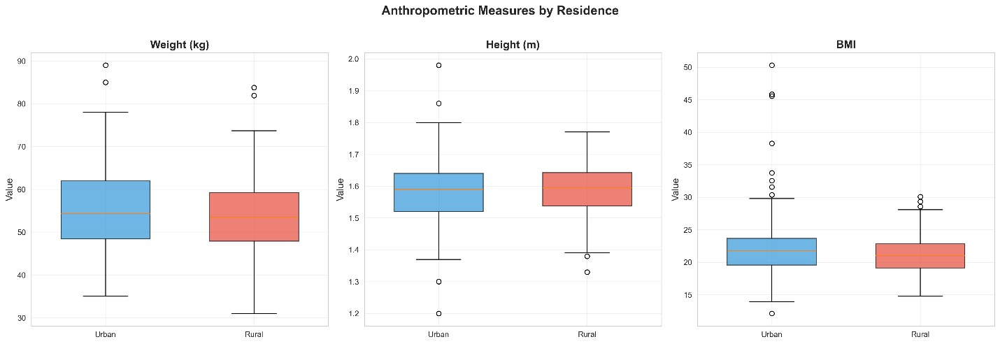 Anthropometric Measures by Residence
Weight (kg)
Value
90
80
70
60
50
40
30
Urban
Rural
Height (m)
Value
2.0
1.9
1.8
1.7
1.6
1.5
1.4
1.3
1.2
Urban
Rural
BMI
Value
50
45
40
35
30
25
20
15
Urban
Rural